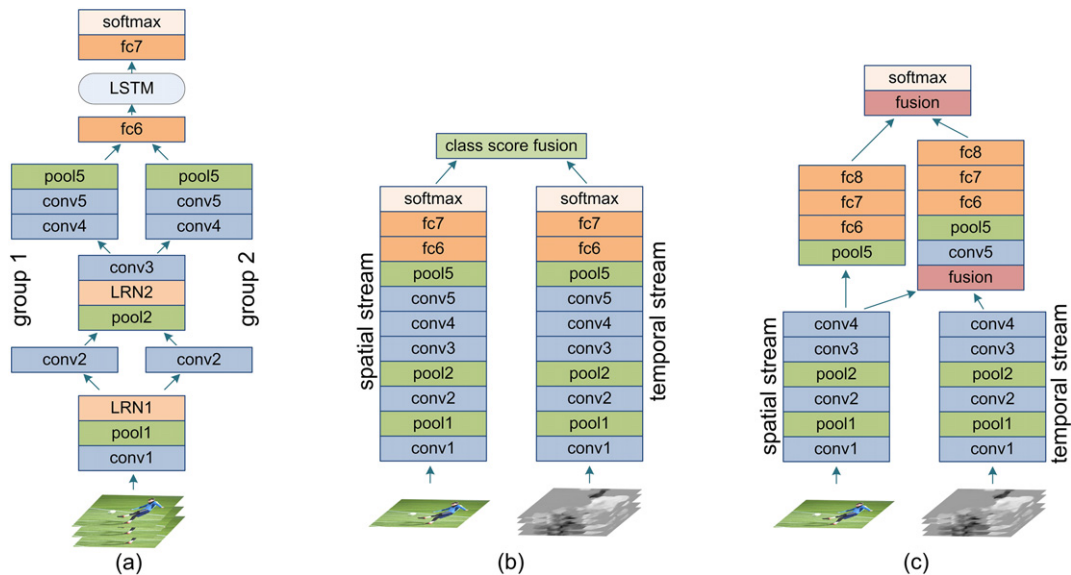 softmax
fc7
LSTM
fc6
pool5
conv5
conv4
pool5
conv5
conv4
group 1
group 2
conv3
LRN2
pool2
conv2
conv2
LRN1
pool1
conv1
(a)
class score fusion
spatial stream
softmax
fc7
fc6
pool5
conv5
conv4
conv3
pool2
conv2
pool1
conv1
softmax
fc7
fc6
pool5
conv5
conv4
conv3
pool2
conv2
pool1
conv1
temporal stream
(b)
softmax
fusion
fc8
fc7
fc6
pool5
fc8
fc7
fc6
pool5
conv5
fusion
spatial stream
conv4
conv3
pool2
conv2
pool1
conv1
conv4
conv3
pool2
conv2
pool1
conv1
temporal stream
(c)